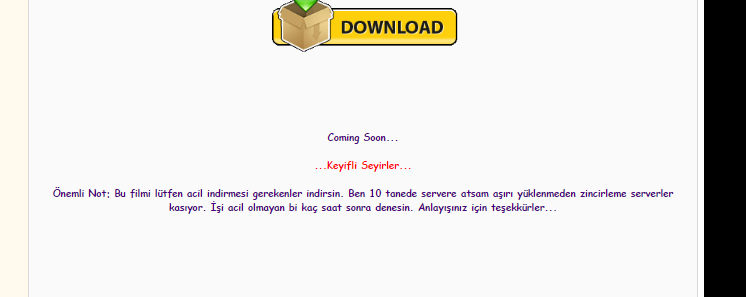 DOWNLOAD
Coming Soon...
...Keyifli Seyirler...
Önemli Not; Bu filmi lütfen acil indirmesi gerekenler indirsin. Ben 10 tanede servere atsam aşırı yüklenmeden zincirleme serverler
kasıyor. İşi acil olmayan bi kaç saat sonra denesin. Anlayışınız için teşekkürler...